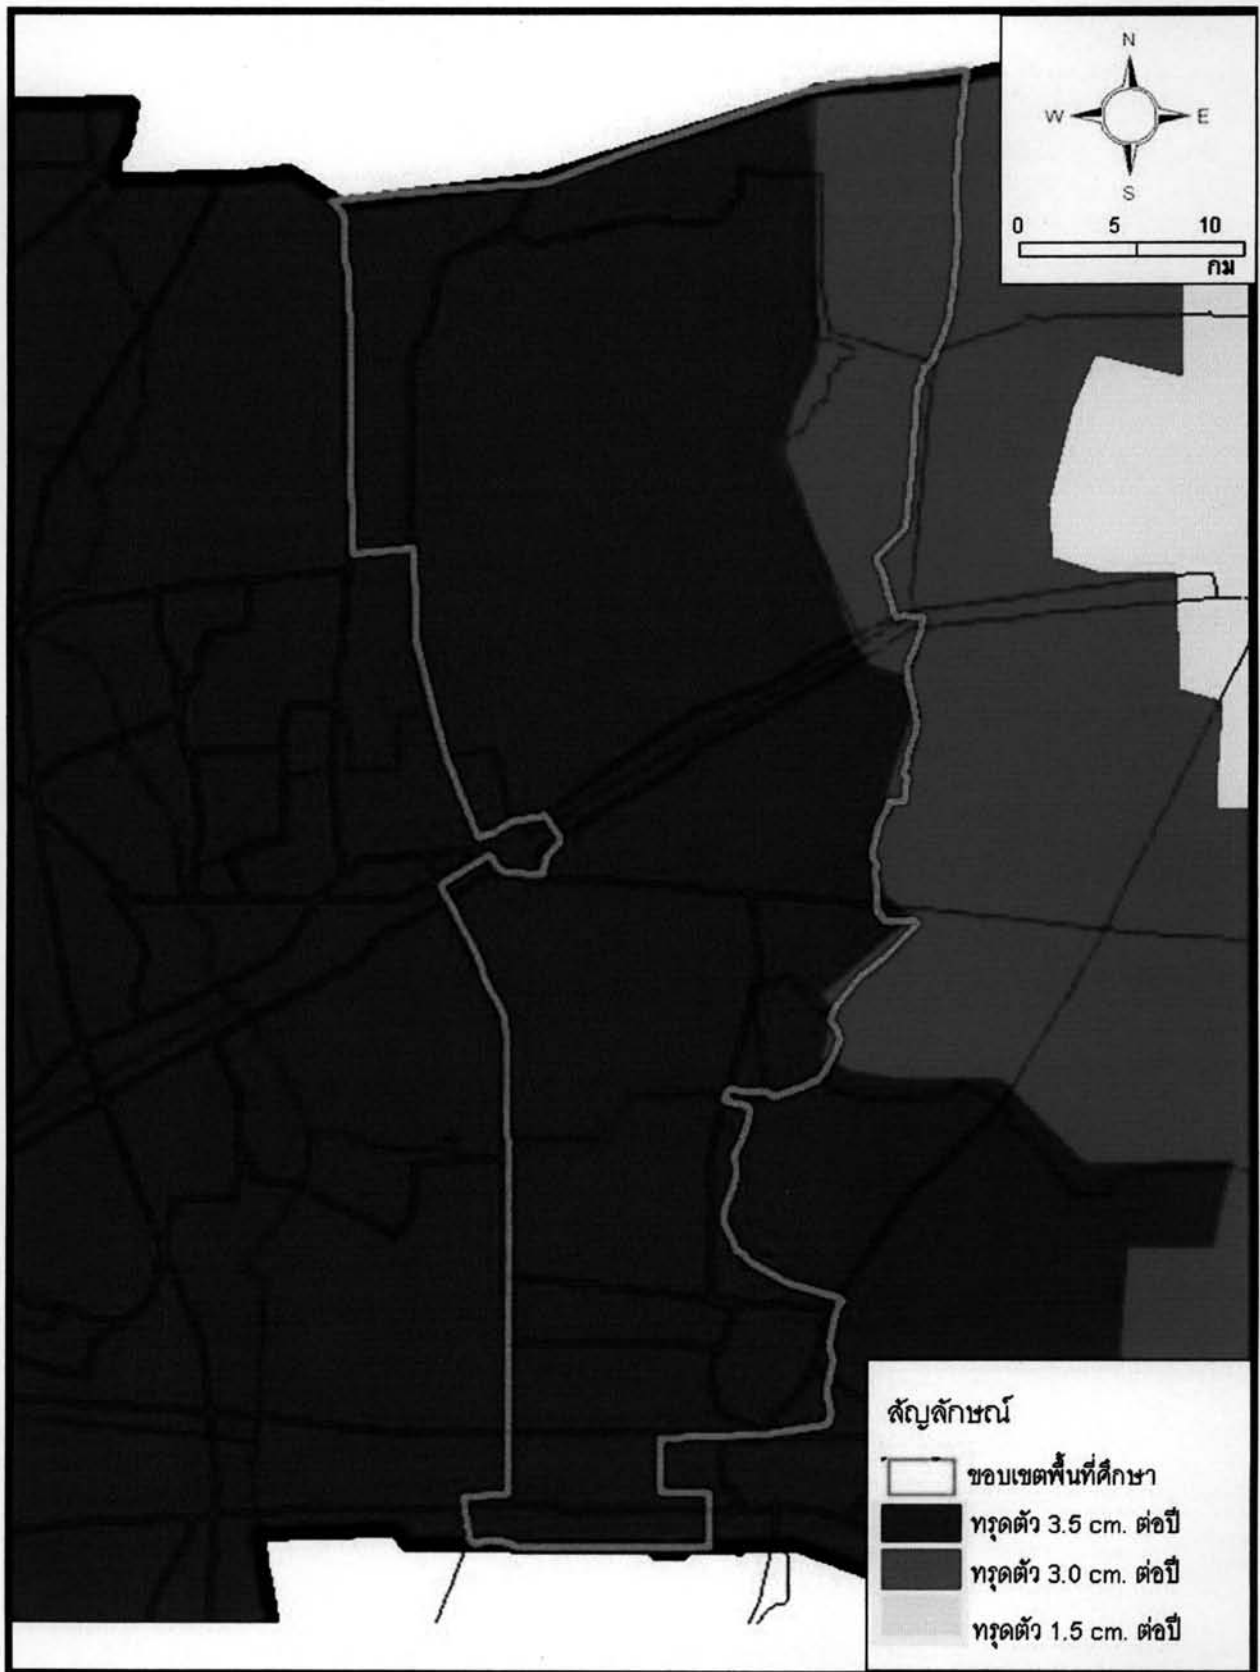 N
W E
S
0 5 10
กม
สัญลักษณ์
ขอบเขตพื้นที่ศึกษา
ทรุดตัว 3.5 cm. ต่อปี
ทรุดตัว 3.0 cm. ต่อปี
ทรุดตัว 1.5 cm. ต่อปี